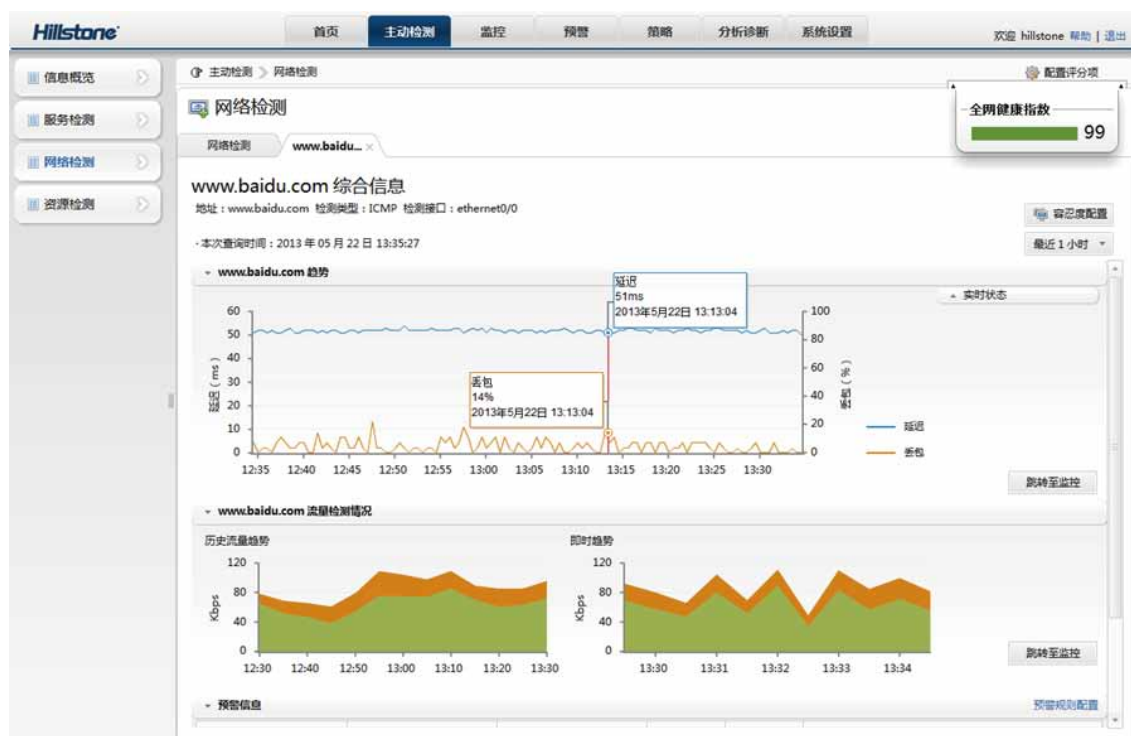 Hillstone
首页 主动检测 监控 预警 策略 分析诊断 系统设置
欢迎 hillstone 帮助 | 退出
信息概览
服务检测
网络检测
资源检测
主动检测 》 网络检测
配置评分项
网络检测
全网健康指数
99
网络检测 www.baidu... ×
www.baidu.com 综合信息
地址：www.baidu.com 检测类型：ICMP 检测接口：ethernet0/0
容忍度配置
·本次查询时间：2013 年 05 月 22 日 13:35:27
最近 1 小时
www.baidu.com 趋势
实时状态
延迟
51ms
2013年5月22日 13:13:04
丢包
14%
2013年5月22日 13:13:04
延迟（ms）
60
50
40
30
20
10
0
100
80
60
40
20
0
丢包（%）
延迟
丢包
12:35 12:40 12:45 12:50 12:55 13:00 13:05 13:10 13:15 13:20 13:25 13:30
跳转至监控
www.baidu.com 流量检测情况
历史流量趋势
Kbps
120
80
40
0
12:30 12:40 12:50 13:00 13:10 13:20 13:30
即时趋势
Kbps
120
80
40
0
13:30 13:31 13:32 13:33 13:34
跳转至监控
预警信息
预警规则配置